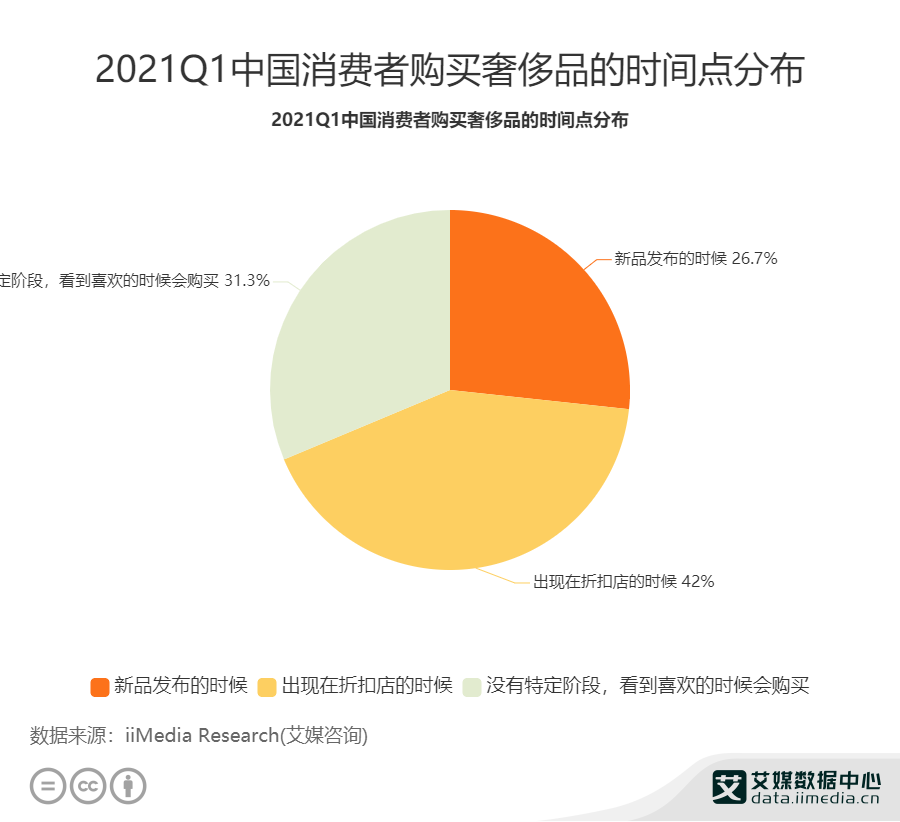 2021Q1中国消费者购买奢侈品的时间点分布
2021Q1中国消费者购买奢侈品的时间点分布
新品发布的时候 26.7%
定阶段，看到喜欢的时候会购买 31.3%
出现在折扣店的时候 42%
新品发布的时候 出现在折扣店的时候 没有特定阶段，看到喜欢的时候会购买
数据来源：iiMedia Research(艾媒咨询)
= cc
艾 艾媒数据中心
data.iimedia.cn